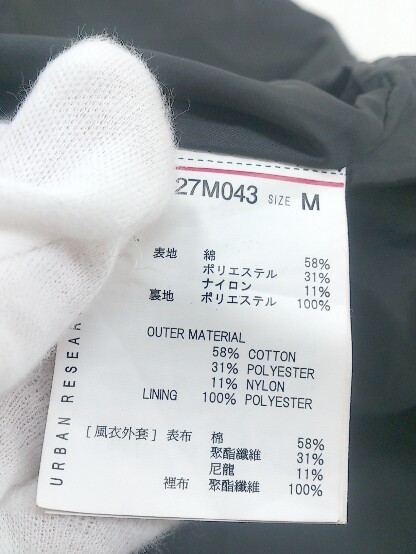 27M043 SIZE M
表地 綿 58%
ポリエステル 31%
ナイロン 11%
裏地 ポリエステル 100%
OUTER MATERIAL
58% COTTON
31% POLYESTER
11% NYLON
LINING 100% POLYESTER
[風衣外套] 表布 棉 58%
聚酯纖維 31%
尼龍 11%
裡布 聚酯纖維 100%
URBAN RESEAR